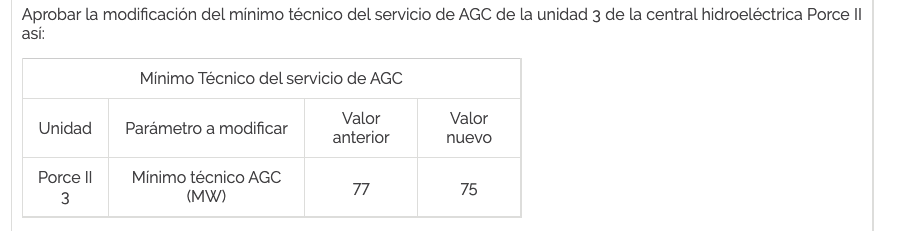 Aprobar la modificación del mínimo técnico del servicio de AGC de la unidad 3 de la central hidroeléctrica Porce II
así:
Mínimo Técnico del servicio de AGC
Unidad
Parámetro a modificar
Valor
anterior
Valor
nuevo
Porce II
3
Mínimo técnico AGC
(MW)
77
75